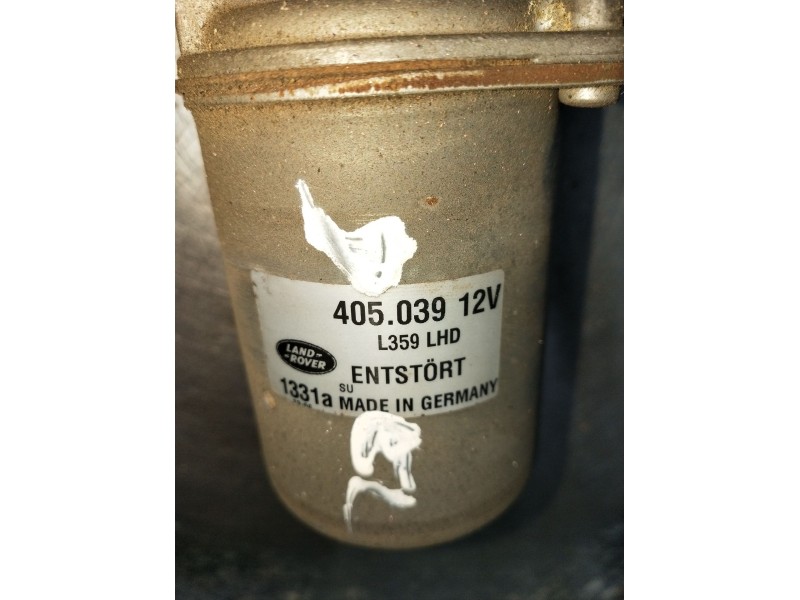 405.039 12V
L359 LHD
LAND-
-ROVER
ENTSTÖRT
SU
1331a MADE IN GERMANY